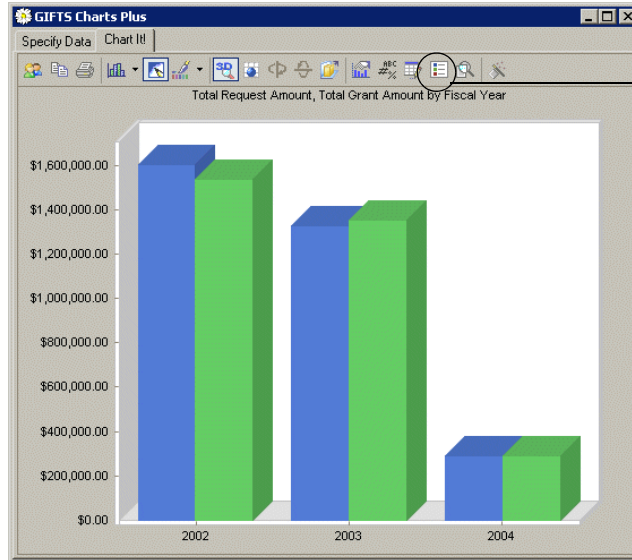 GIFTS Charts Plus
Specify Data Chart It!
3D ABC #%
Total Request Amount, Total Grant Amount by Fiscal Year
$1,600,000.00
$1,400,000.00
$1,200,000.00
$1,000,000.00
$800,000.00
$600,000.00
$400,000.00
$200,000.00
$0.00
2002 2003 2004